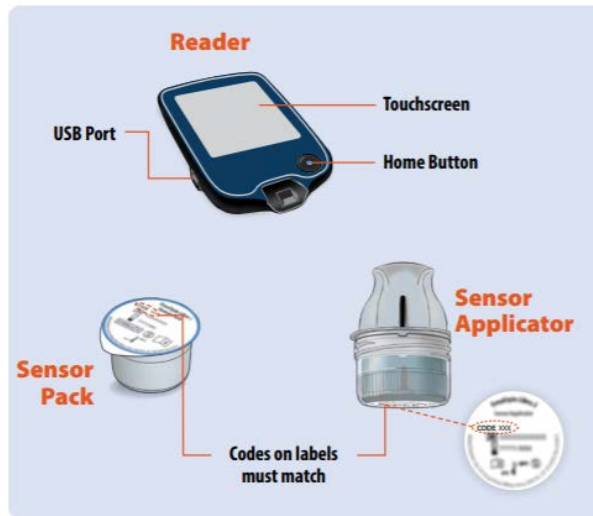 Reader
Touchscreen
USB Port
Home Button
Sensor
Applicator
Sensor
Pack
Codes on labels
must match
CODE XXX